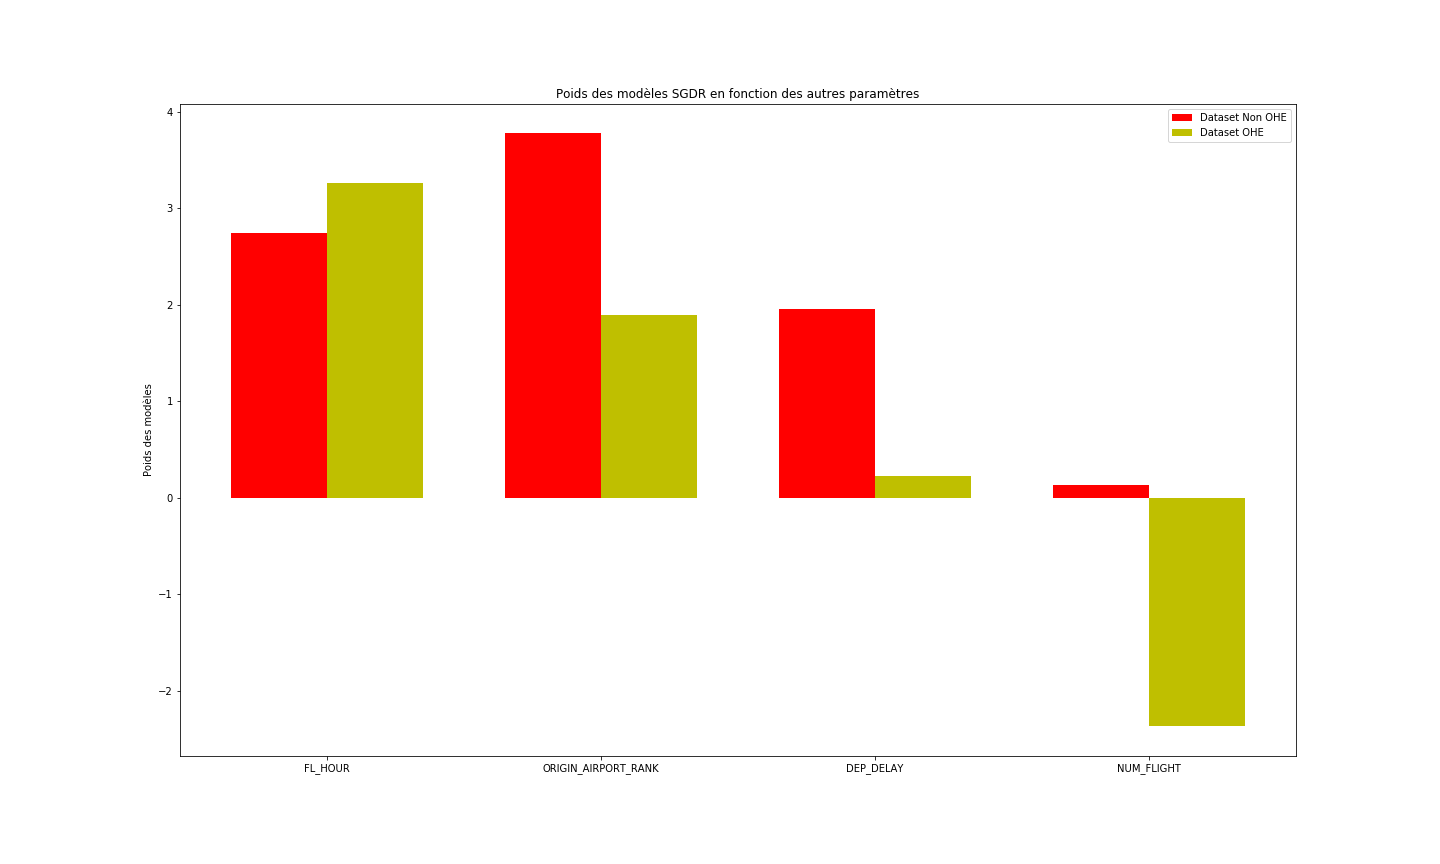 Poids des modèles SGDR en fonction des autres paramètres
Dataset Non OHE
Dataset OHE
Poids des modèles
4
3
2
1
0
−1
−2
FL_HOUR
ORIGIN_AIRPORT_RANK
DEP_DELAY
NUM_FLIGHT